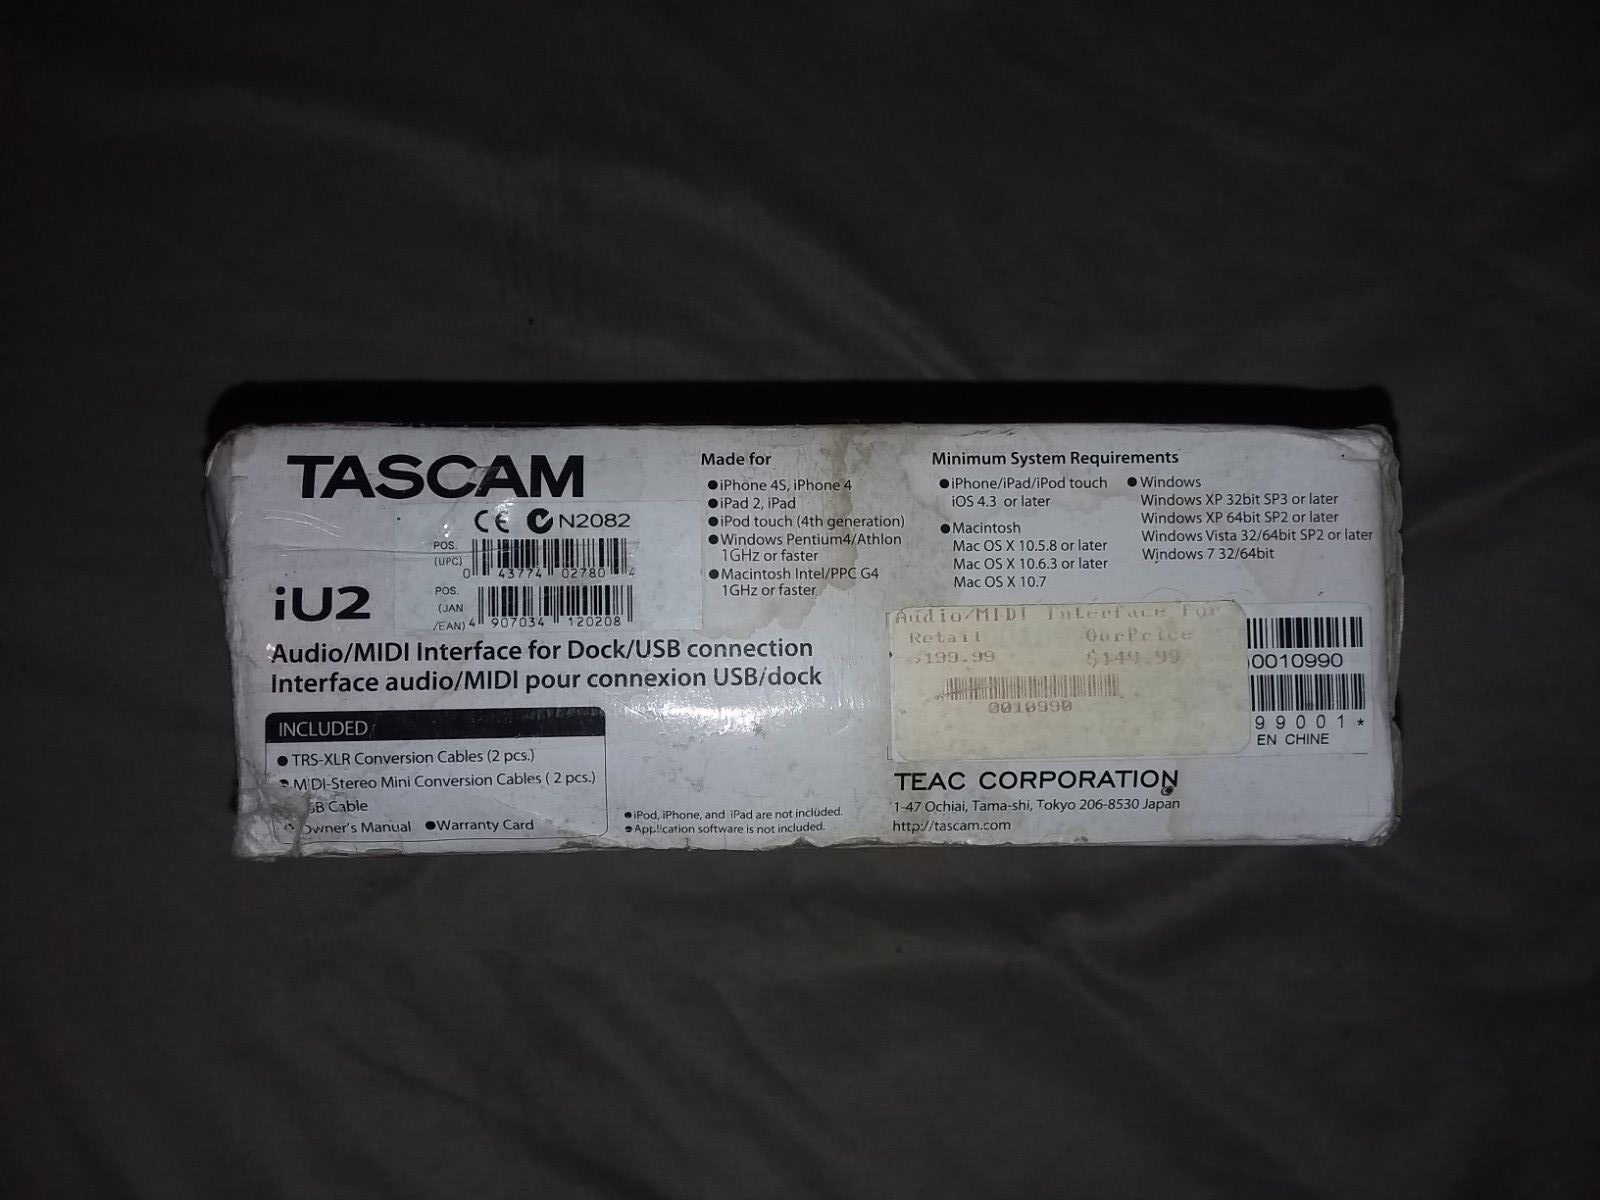 TASCAM
CE N2082
POS.
(UPC)
0 43774 02780 4
iU2
POS.
(JAN
/EAN) 4 907034 120208
Audio/MIDI Interface for Dock/USB connection
Interface audio/MIDI pour connexion USB/dock
INCLUDED
●TRS-XLR Conversion Cables (2 pcs.)
MIDI-Stereo Mini Conversion Cables ( 2 pcs.)
Cable
Owner's Manual ●Warranty Card
●iPod, iPhone, and iPad are not included.
●Application software is not included.
Made for
●iPhone 4S, iPhone 4
●iPad 2, iPad
●iPod touch (4th generation)
●Windows Pentium4/Athlon
1GHz or faster
●Macintosh Intel/PPC G4
1GHz or faster
Minimum System Requirements
●iPhone/iPad/iPod touch
iOS 4.3 or later
●Macintosh
Mac OS X 10.5.8 or later
Mac OS X 10.6.3 or later
Mac OS X 10.7
●Windows
Windows XP 32bit SP3 or later
Windows XP 64bit SP2 or later
Windows Vista 32/64bit SP2 or later
Windows 7 32/64bit
Audio/MIDI Interface For
Retail OurPrice
$199.99 $149.99
0010990
0010990
99001*
EN CHINE
TEAC CORPORATION
1-47 Ochiai, Tama-shi, Tokyo 206-8530 Japan
http://tascam.com